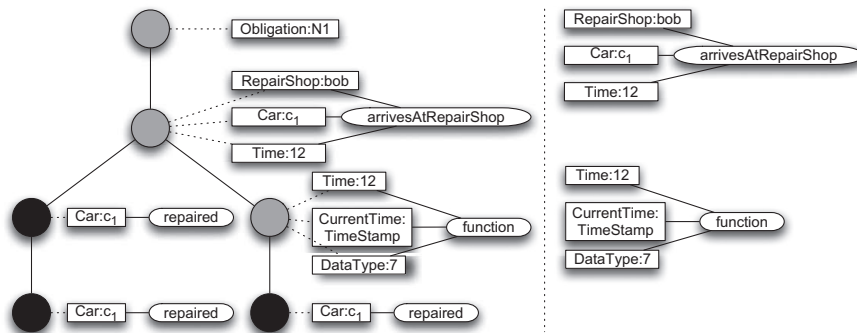 Obligation:N1
RepairShop:bob
Car:c₁
arrivesAtRepairShop
Time:12
Time:12
CurrentTime:
TimeStamp
function
DataType:7
Car:c₁
repaired
Car:c₁
repaired
Car:c₁
repaired
RepairShop:bob
Car:c₁
arrivesAtRepairShop
Time:12
Time:12
CurrentTime:
TimeStamp
function
DataType:7